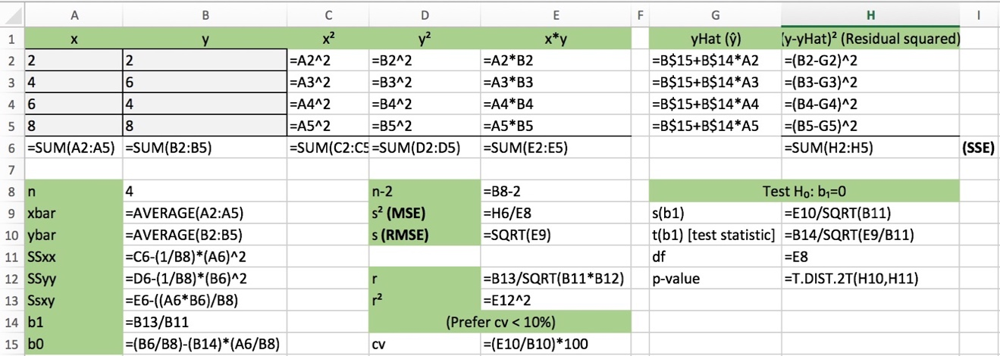 A B C D E F G H I
1 x y x² y² x*y yHat (ŷ) (y-yHat)² (Residual squared)
2 2 2 =A2^2 =B2^2 =A2*B2 =B$15+B$14*A2 =(B2-G2)^2
3 4 6 =A3^2 =B3^2 =A3*B3 =B$15+B$14*A3 =(B3-G3)^2
4 6 4 =A4^2 =B4^2 =A4*B4 =B$15+B$14*A4 =(B4-G4)^2
5 8 8 =A5^2 =B5^2 =A5*B5 =B$15+B$14*A5 =(B5-G5)^2
6 =SUM(A2:A5) =SUM(B2:B5) =SUM(C2:C5 =SUM(D2:D5) =SUM(E2:E5) =SUM(H2:H5) (SSE)
7
8 n 4 n-2 =B8-2 Test H₀: b₁=0
9 xbar =AVERAGE(A2:A5) s² (MSE) =H6/E8 s(b1) =E10/SQRT(B11)
10 ybar =AVERAGE(B2:B5) s (RMSE) =SQRT(E9) t(b1) [test statistic] =B14/SQRT(E9/B11)
11 SSxx =C6-(1/B8)*(A6)^2 df =E8
12 SSyy =D6-(1/B8)*(B6)^2 r =B13/SQRT(B11*B12) p-value =T.DIST.2T(H10,H11)
13 Ssxy =E6-((A6*B6)/B8) r² =E12^2
14 b1 =B13/B11 (Prefer cv < 10%)
15 b0 =(B6/B8)-(B14)*(A6/B8) cv =(E10/B10)*100